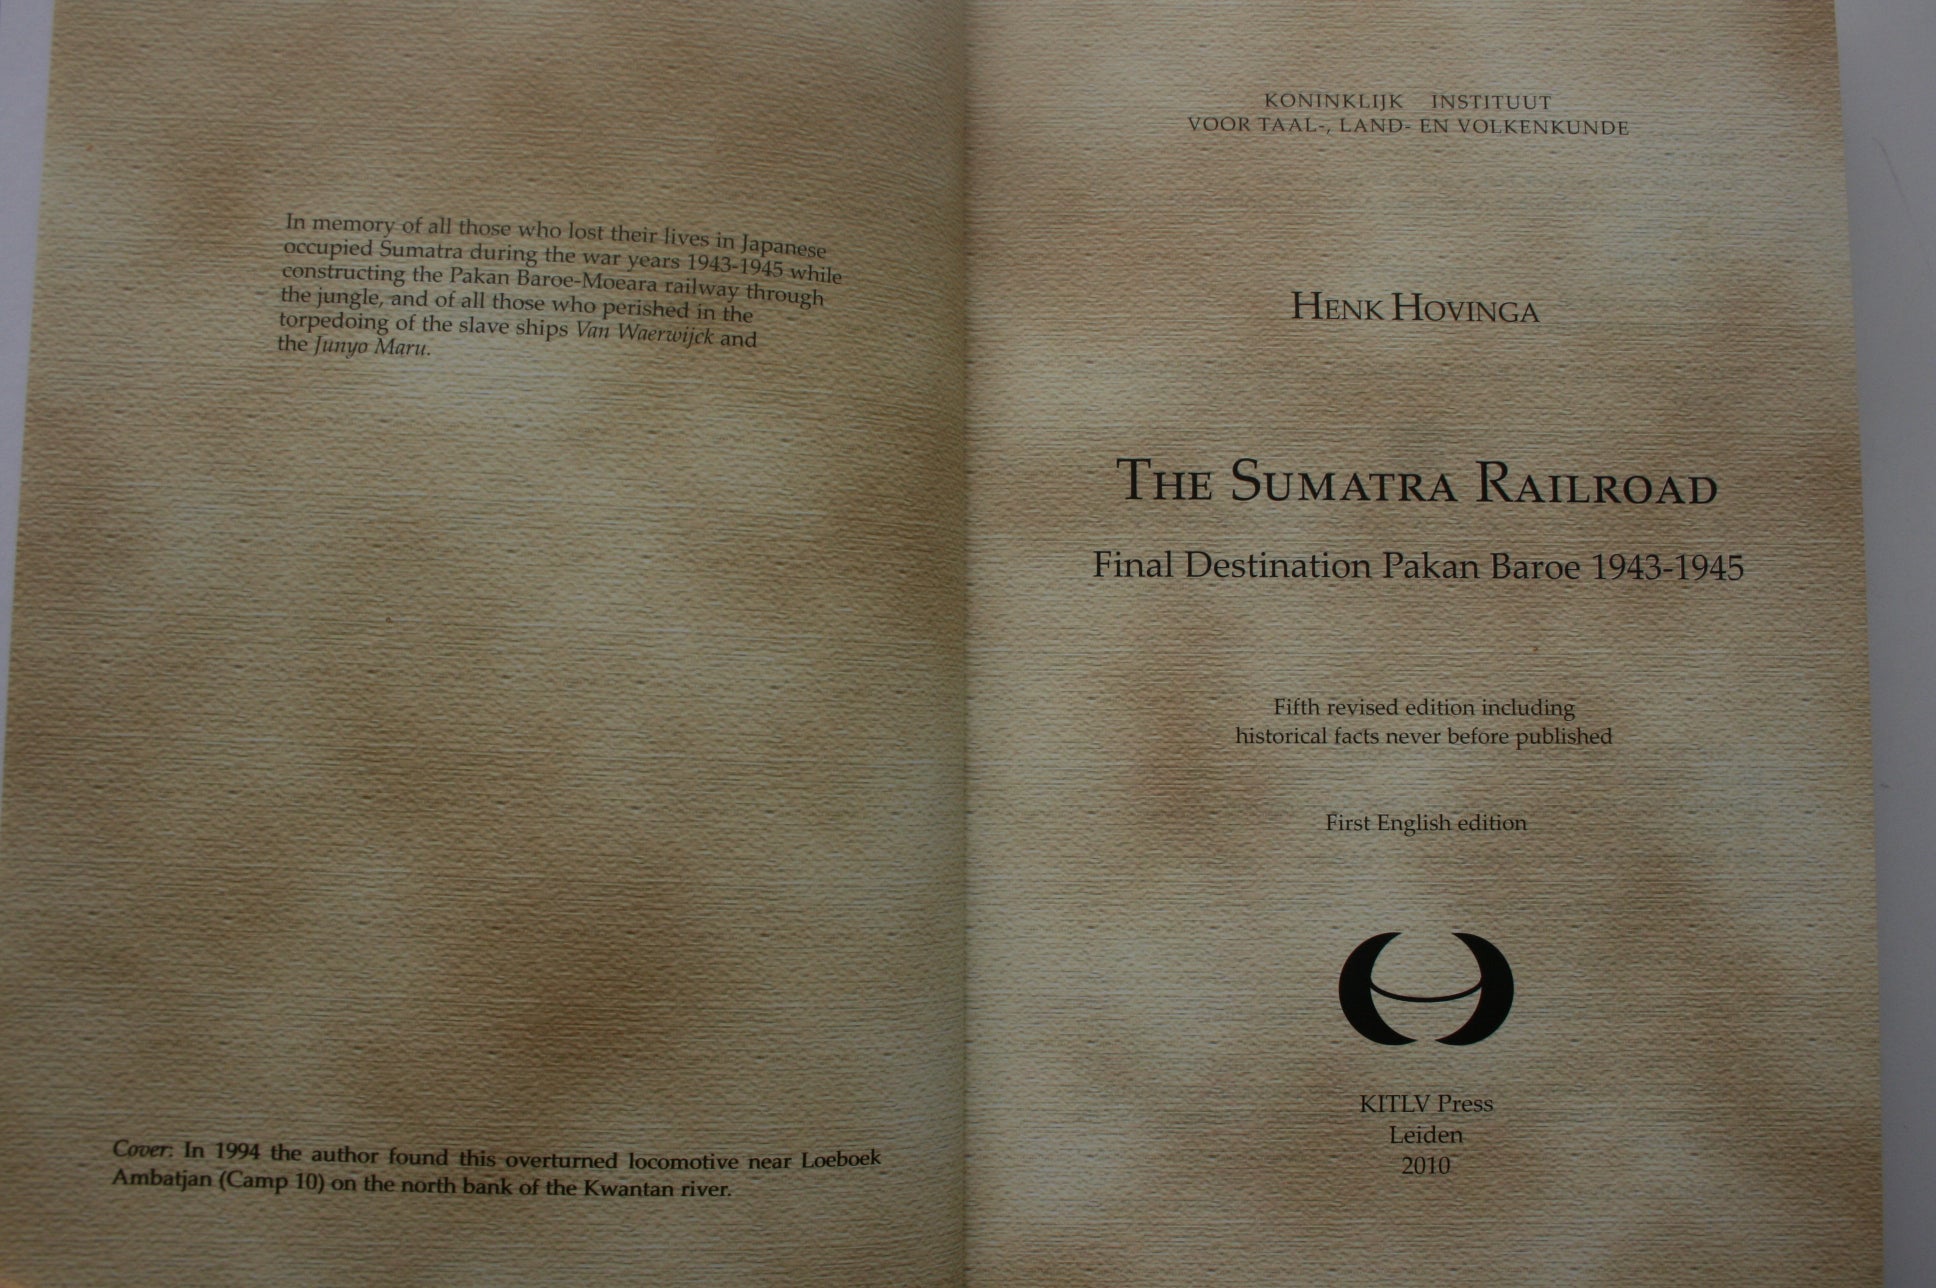 In memory of all those who lost their lives in Japanese
occupied Sumatra during the war years 1943-1945 while
constructing the Pakan Baroe-Moeara railway through
the jungle, and of all those who perished in the
torpedoing of the slave ships Van Waerwijck and
the Junyo Maru.
Cover: In 1994 the author found this overturned locomotive near Loeboek
Ambatjan (Camp 10) on the north bank of the Kwantan river.
KONINKLIJK INSTITUUT
VOOR TAAL-, LAND- EN VOLKENKUNDE
HENK HOVINGA
THE SUMATRA RAILROAD
Final Destination Pakan Baroe 1943-1945
Fifth revised edition including
historical facts never before published
First English edition
KITLV Press
Leiden
2010